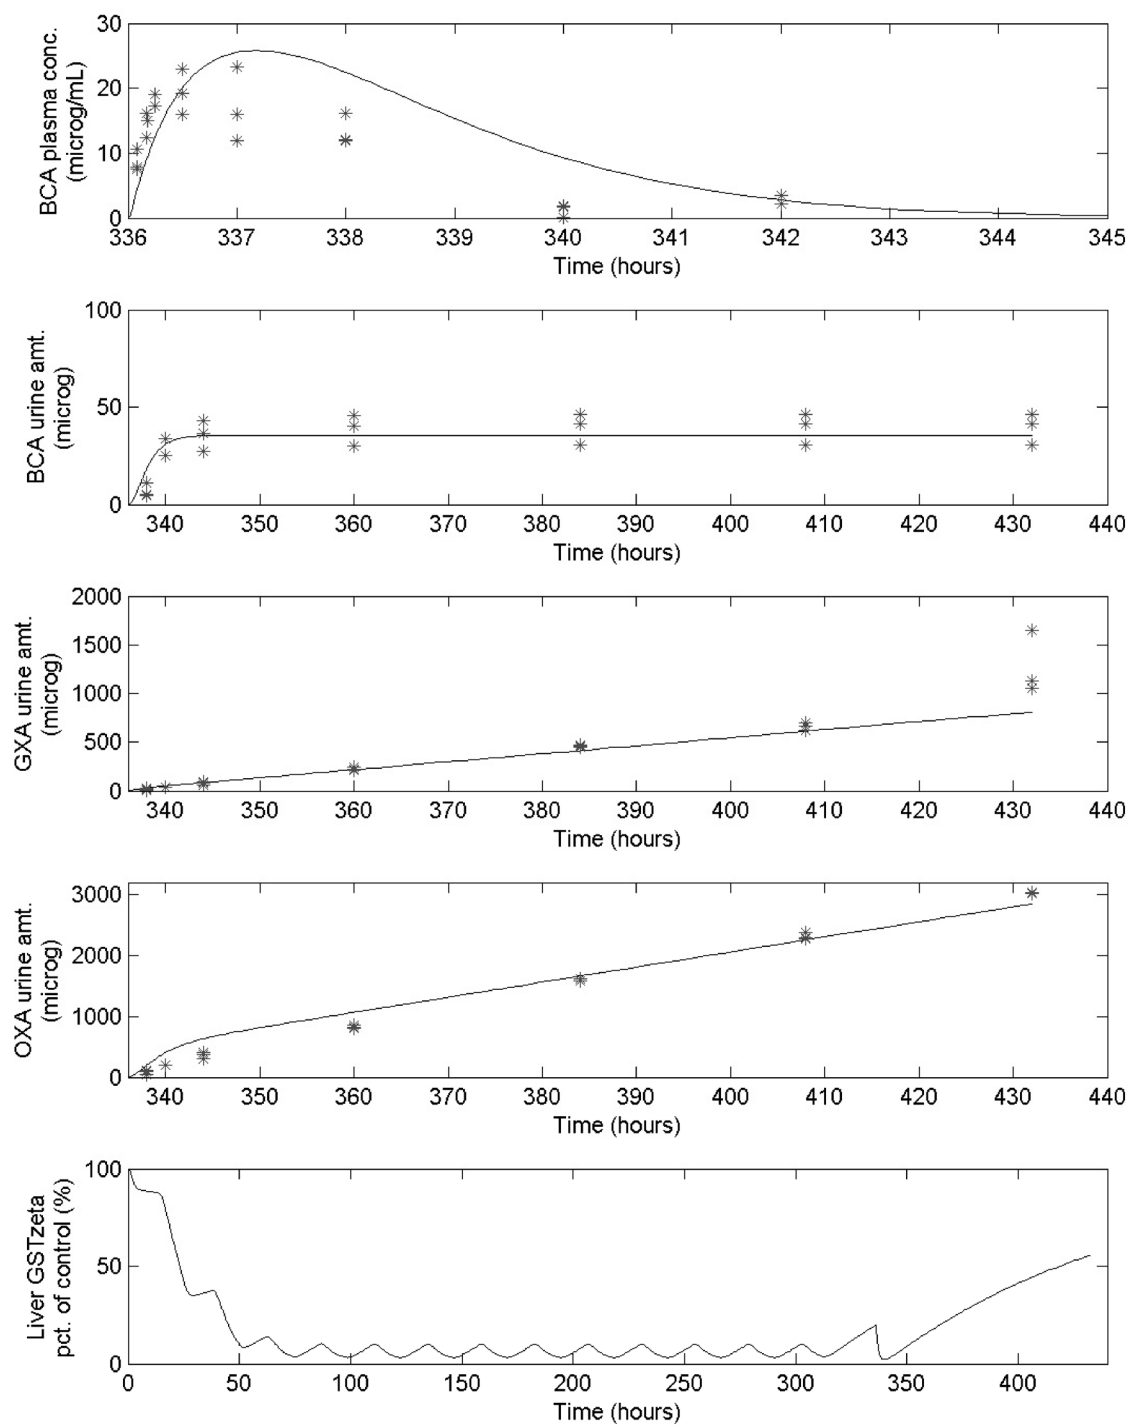 BCA plasma conc.
(microg/mL)
30
20
10
0
336 337 338 339 340 341 342 343 344 345
Time (hours)
BCA urine amt.
(microg)
100
50
0
340 350 360 370 380 390 400 410 420 430 440
Time (hours)
GXA urine amt.
(microg)
2000
1500
1000
500
0
340 350 360 370 380 390 400 410 420 430 440
Time (hours)
OXA urine amt.
(microg)
3000
2000
1000
0
340 350 360 370 380 390 400 410 420 430 440
Time (hours)
Liver GSTzeta
pct. of control (%)
100
50
0
0 50 100 150 200 250 300 350 400
Time (hours)